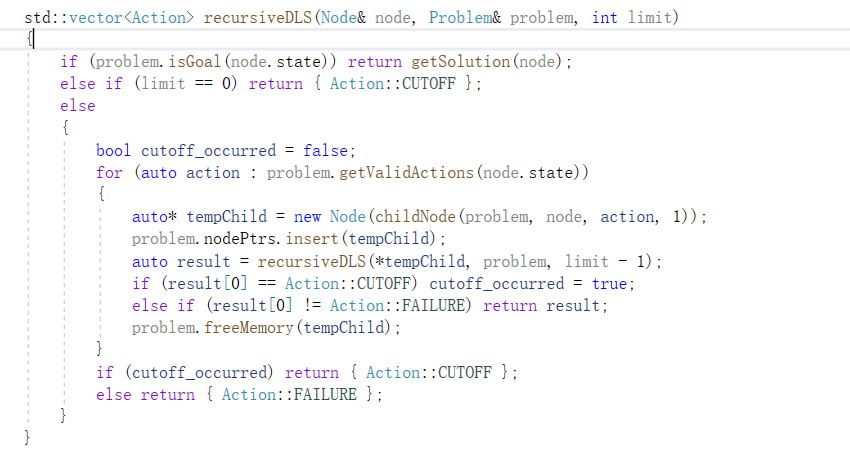 std::vector<Action> recursiveDLS(Node& node, Problem& problem, int limit)
{
    if (problem.isGoal(node.state)) return getSolution(node);
    else if (limit == 0) return { Action::CUTOFF };
    else
    {
        bool cutoff_occurred = false;
        for (auto action : problem.getValidActions(node.state))
        {
            auto* tempChild = new Node(childNode(problem, node, action, 1));
            problem.nodePtrs.insert(tempChild);
            auto result = recursiveDLS(*tempChild, problem, limit - 1);
            if (result[0] == Action::CUTOFF) cutoff_occurred = true;
            else if (result[0] != Action::FAILURE) return result;
            problem.freeMemory(tempChild);
        }
        if (cutoff_occurred) return { Action::CUTOFF };
        else return { Action::FAILURE };
    }
}